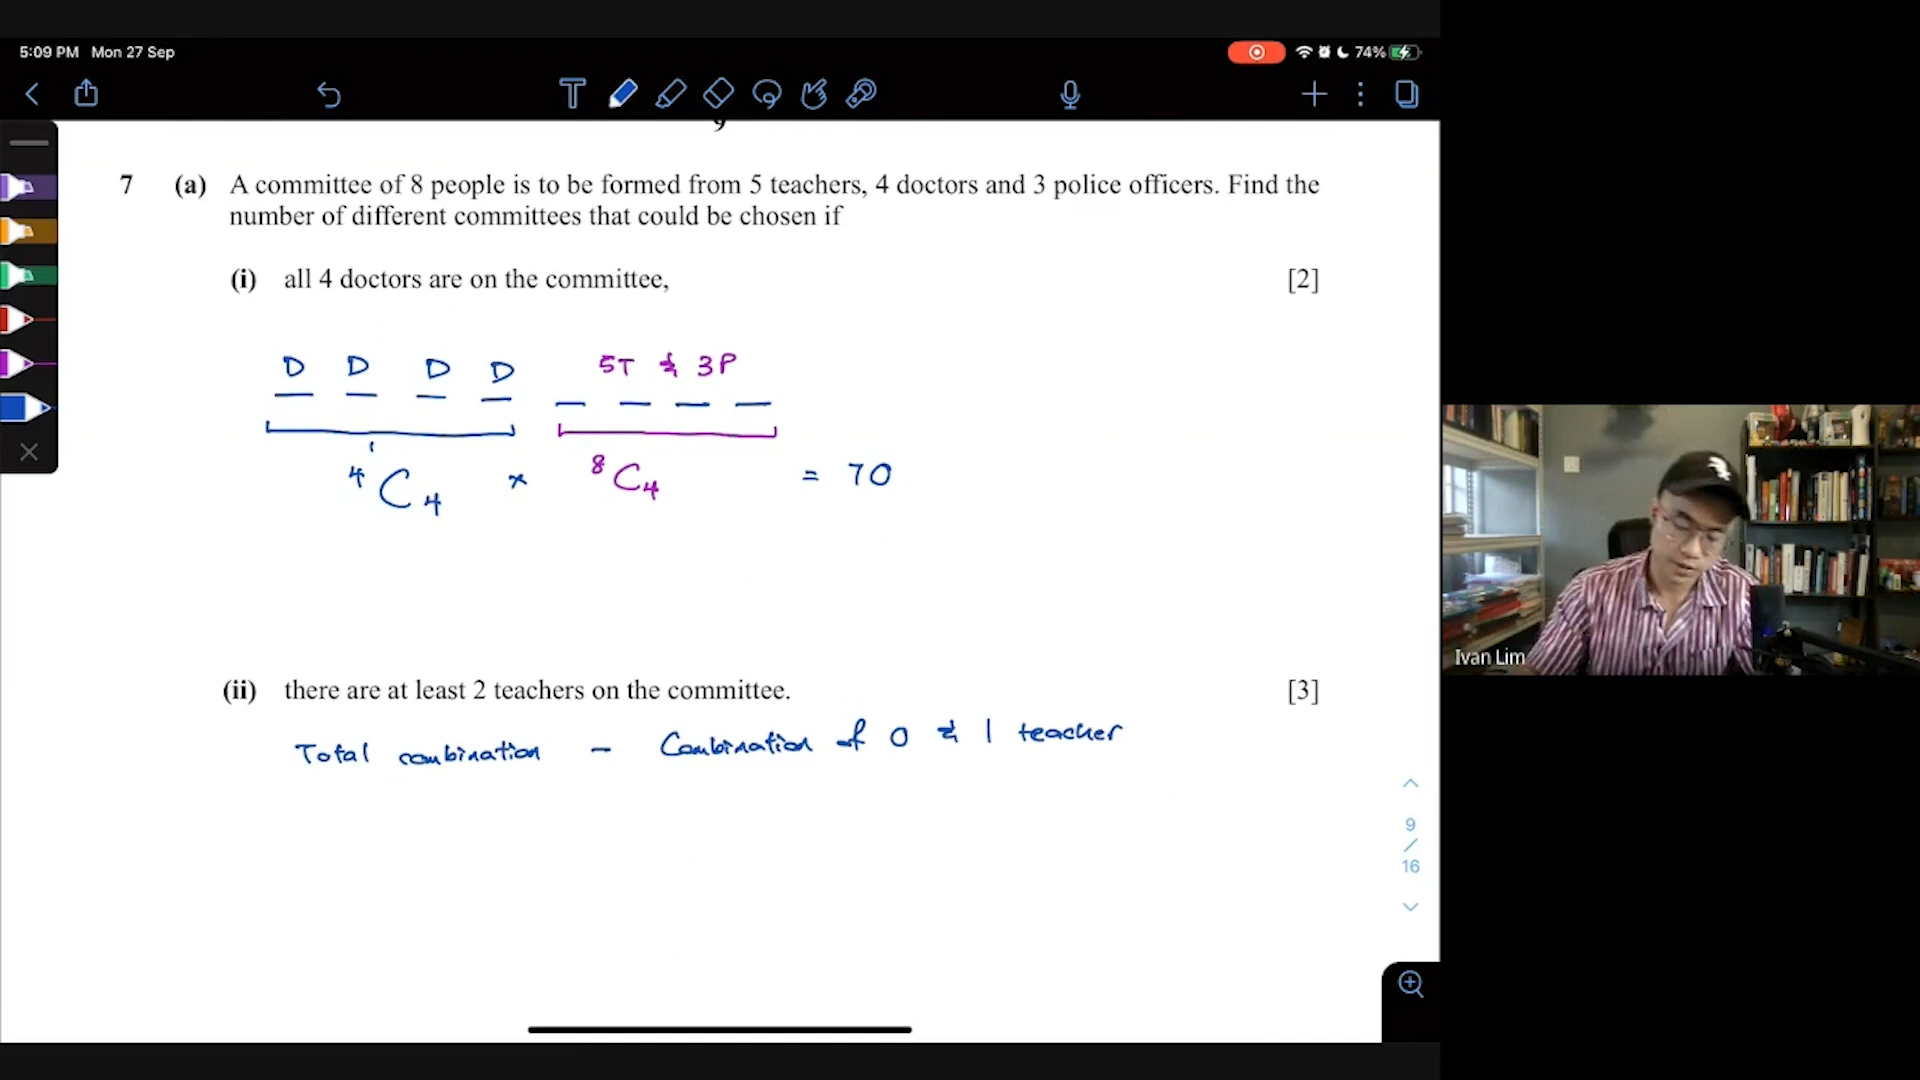 5:09 PM Mon 27 Sep
74%
9
7 (a) A committee of 8 people is to be formed from 5 teachers, 4 doctors and 3 police officers. Find the
number of different committees that could be chosen if
(i) all 4 doctors are on the committee, [2]
D D D D 5T & 3P
⁴C₄ × ⁸C₄ = 70
Ivan Lim
(ii) there are at least 2 teachers on the committee. [3]
Total combination - Combination of 0 & 1 teacher
9
/
16